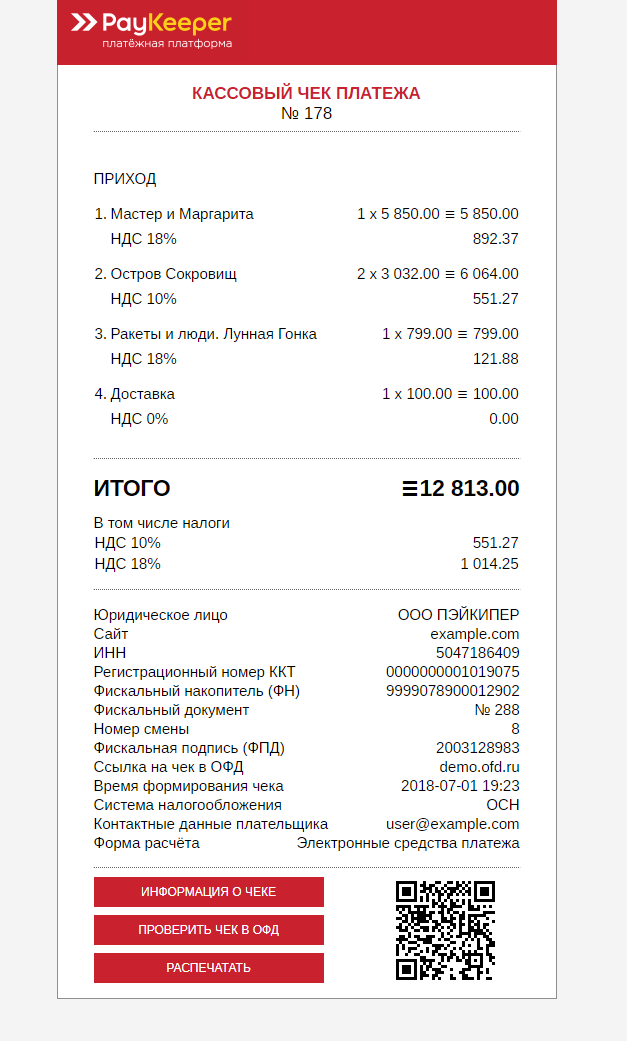 PayKeeper
платёжная платформа
КАССОВЫЙ ЧЕК ПЛАТЕЖА
№ 178
ПРИХОД
1. Мастер и Маргарита 1 x 5 850.00 ≡ 5 850.00
НДС 18% 892.37
2. Остров Сокровищ 2 x 3 032.00 ≡ 6 064.00
НДС 10% 551.27
3. Ракеты и люди. Лунная Гонка 1 x 799.00 ≡ 799.00
НДС 18% 121.88
4. Доставка 1 x 100.00 ≡ 100.00
НДС 0% 0.00
ИТОГО ≡12 813.00
В том числе налоги
НДС 10% 551.27
НДС 18% 1 014.25
Юридическое лицо ООО ПЭЙКИПЕР
Сайт example.com
ИНН 5047186409
Регистрационный номер ККТ 0000000001019075
Фискальный накопитель (ФН) 9999078900012902
Фискальный документ № 288
Номер смены 8
Фискальная подпись (ФПД) 2003128983
Ссылка на чек в ОФД demo.ofd.ru
Время формирования чека 2018-07-01 19:23
Система налогообложения ОСН
Контактные данные плательщика user@example.com
Форма расчёта Электронные средства платежа
ИНФОРМАЦИЯ О ЧЕКЕ
ПРОВЕРИТЬ ЧЕК В ОФД
РАСПЕЧАТАТЬ